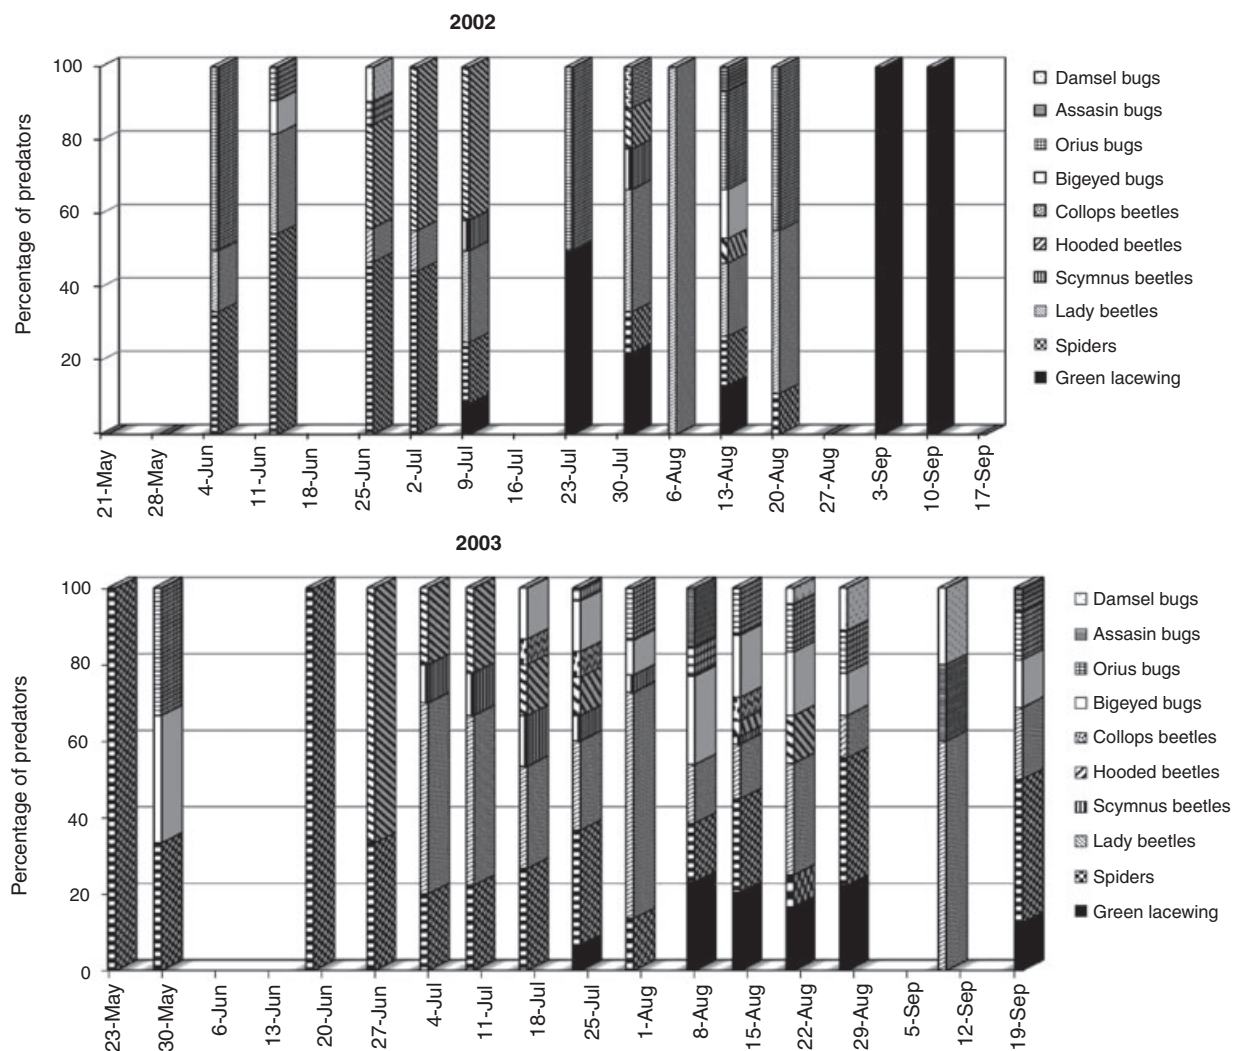 2002
100
80
60
40
20
Percentage of predators
21-May
28-May
4-Jun
11-Jun
18-Jun
25-Jun
2-Jul
9-Jul
16-Jul
23-Jul
30-Jul
6-Aug
13-Aug
20-Aug
27-Aug
3-Sep
10-Sep
17-Sep
Damsel bugs
Assasin bugs
Orius bugs
Bigeyed bugs
Collops beetles
Hooded beetles
Scymnus beetles
Lady beetles
Spiders
Green lacewing
2003
100
80
60
40
20
0
Percentage of predators
23-May
30-May
6-Jun
13-Jun
20-Jun
27-Jun
4-Jul
11-Jul
18-Jul
25-Jul
1-Aug
8-Aug
15-Aug
22-Aug
29-Aug
5-Sep
12-Sep
19-Sep
Damsel bugs
Assasin bugs
Orius bugs
Bigeyed bugs
Collops beetles
Hooded beetles
Scymnus beetles
Lady beetles
Spiders
Green lacewing